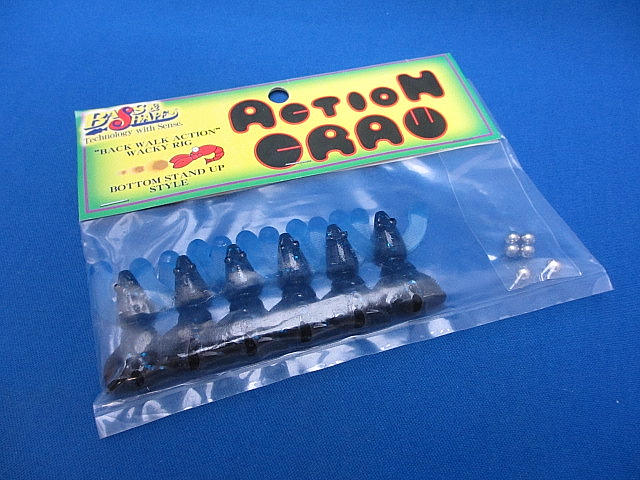 BASS &
BAIT
Technology with Sense.
"BACK WALK ACTION"
WACKY RIG
BOTTOM STAND UP
STYLE
ACTION
CRAW